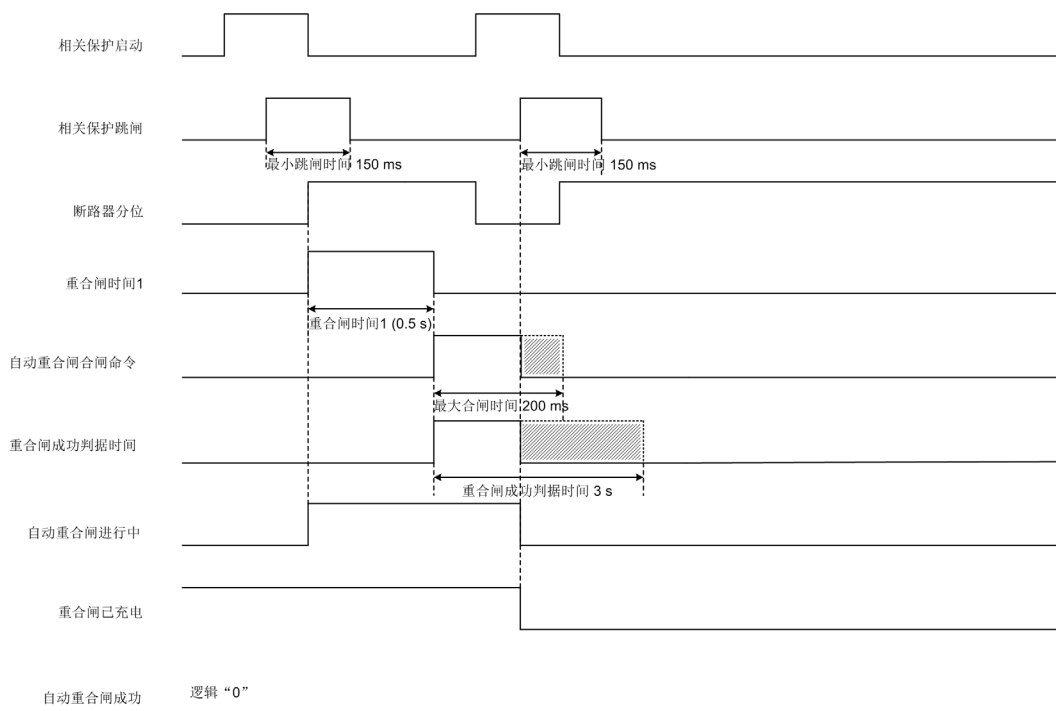 相关保护启动
相关保护跳闸
最小跳闸时间 150 ms
最小跳闸时间 150 ms
断路器分位
重合闸时间1
重合闸时间1 (0.5 s)
自动重合闸合闸命令
最大合闸时间 200 ms
重合闸成功判据时间
重合闸成功判据时间 3 s
自动重合闸进行中
重合闸已充电
自动重合闸成功
逻辑“0”